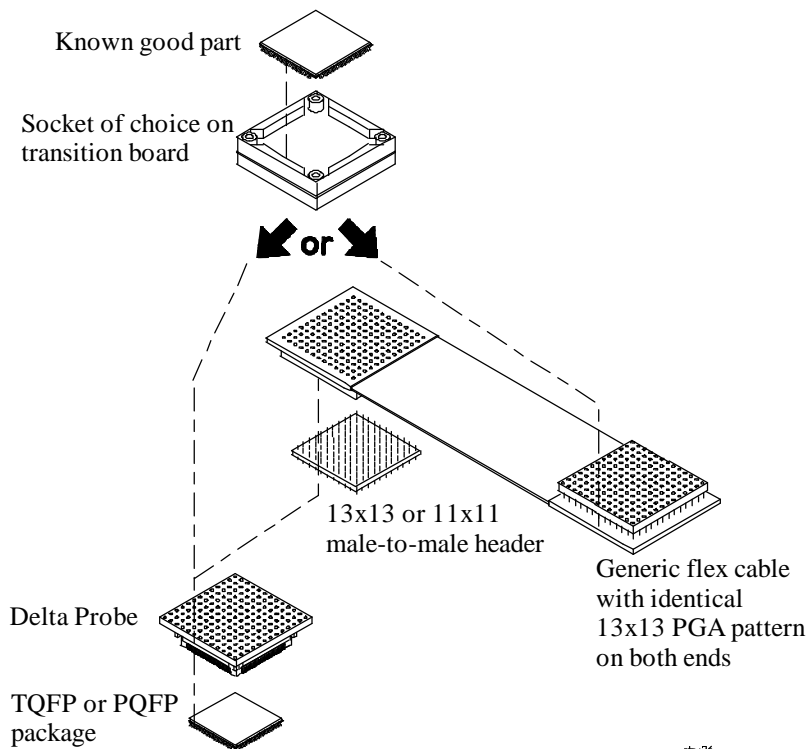 Known good part
Socket of choice on
transition board
or
13x13 or 11x11
male-to-male header
Generic flex cable
with identical
13x13 PGA pattern
on both ends
Delta Probe
TQFP or PQFP
package